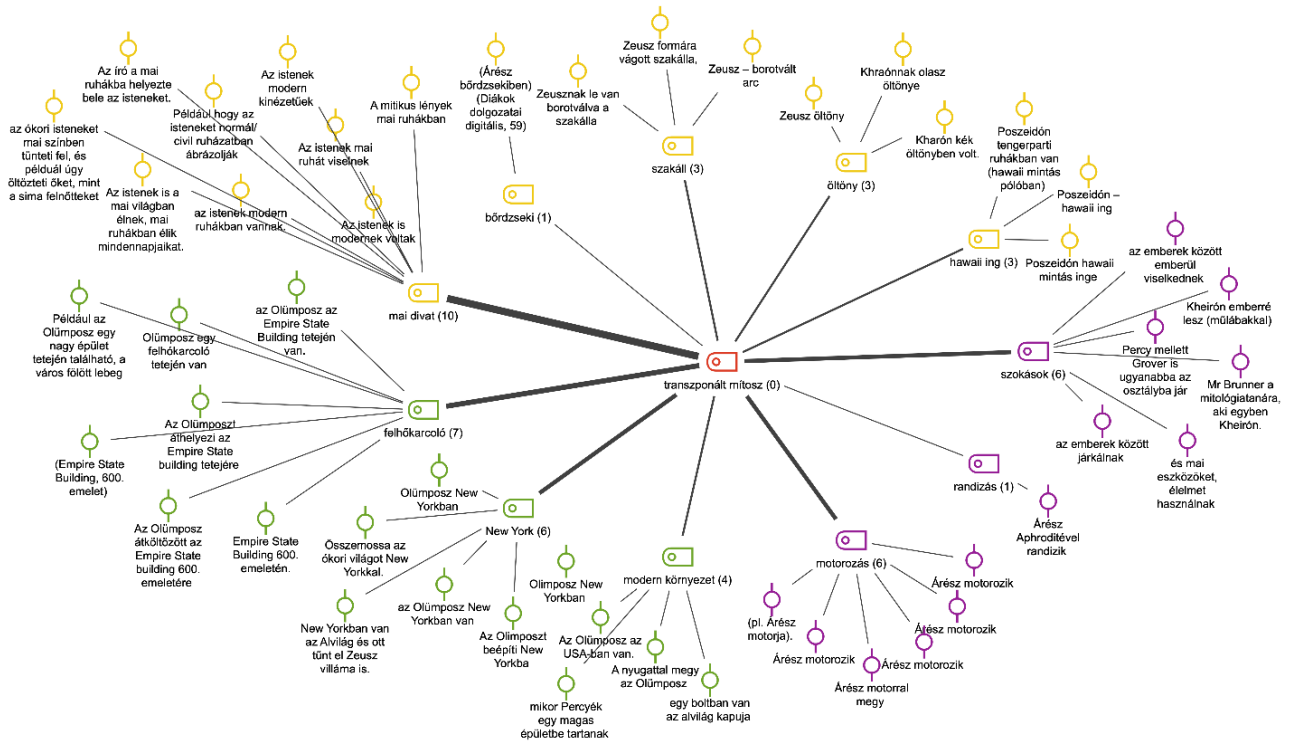 Az író a mai
ruhákba helyezte
bele az isteneket.
Az istenek
modern
kinézetűek
(Árész
bőrdzsekiben)
(Diákok
dolgozatai
digitális, 59)
Zeusz formára
vágott szakálla,
Zeusz – borotvált
arc
Zeusznak le van
borotválva a
szakálla
Khraónnak olasz
öltönye
Zeusz öltöny
Kharón kék
öltönyben volt.
Poszeidón
tengerparti
ruhákban van
(hawaii mintás
pólóban)
Poszeidón –
hawaii ing
Poszeidón hawaii
mintás inge
az ókori isteneket
mai színben
tünteti fel, és
péduál úgy
öltözteti őket, mint
a sima felnőtteket
Például hogy az
isteneket normál/
civil ruházatban
ábrázolják
A mitikus lények
mai ruhákban
Az istenek mai
ruhát viselnek
Az istenek is a
mai világban
élnek, mai
ruhákban élik
mindennapjaikat.
az istenek modern
ruhákban vannak.
Az istenek is
modernek voltak
szakáll (3)
öltöny (3)
bőrdzseki (1)
hawaii ing (3)
mai divat (10)
az emberek között
emberül
viselkednek
Kheirón emberré
lesz (műlábakkal)
Percy mellett
Grover is
ugyanabba az
osztályba jár
Mr Brunner a
mitológiatanára,
aki egyben
Kheirón.
az emberek között
járkálnak
és mai
eszközöket,
élelmet
használnak
szokások (6)
transzponált mítosz (0)
Például az
Olümposz egy
nagy épület
tetején található, a
város fölött lebeg
Olümposz egy
felhőkarcoló
tetején van
az Olümposz az
Empire State
Building tetején
van.
Az Olümposzt
áthelyezi az
Empire State
building tetejére
felhőkarcoló (7)
(Empire State
Building, 600.
emelet)
Az Olümposz
átköltözött az
Empire State
building 600.
emeletére
Empire State
Building 600.
emeletén.
Olümposz New
Yorkban
New York (6)
Összemossa az
ókori világot New
Yorkkal.
New Yorkban van
az Alvilág és ott
tűnt el Zeusz
villáma is.
az Olümposz New
Yorkban van
Az Olimposzt
beépíti New
Yorkba
Olimposz New
Yorkban
modern környezet (4)
Az Olümposz az
USA-ban van.
A nyugattal megy
az Olümposz
mikor Percyék
egy magas
épületbe tartanak
egy boltban van
az alvilág kapuja
randizás (1)
Árész
Aphroditével
randizik
motorozás (6)
(pl. Árész
motorja).
Árész motorozik
Árész motorral
megy
Árész motorozik
Árész motorozik
Árész motorozik